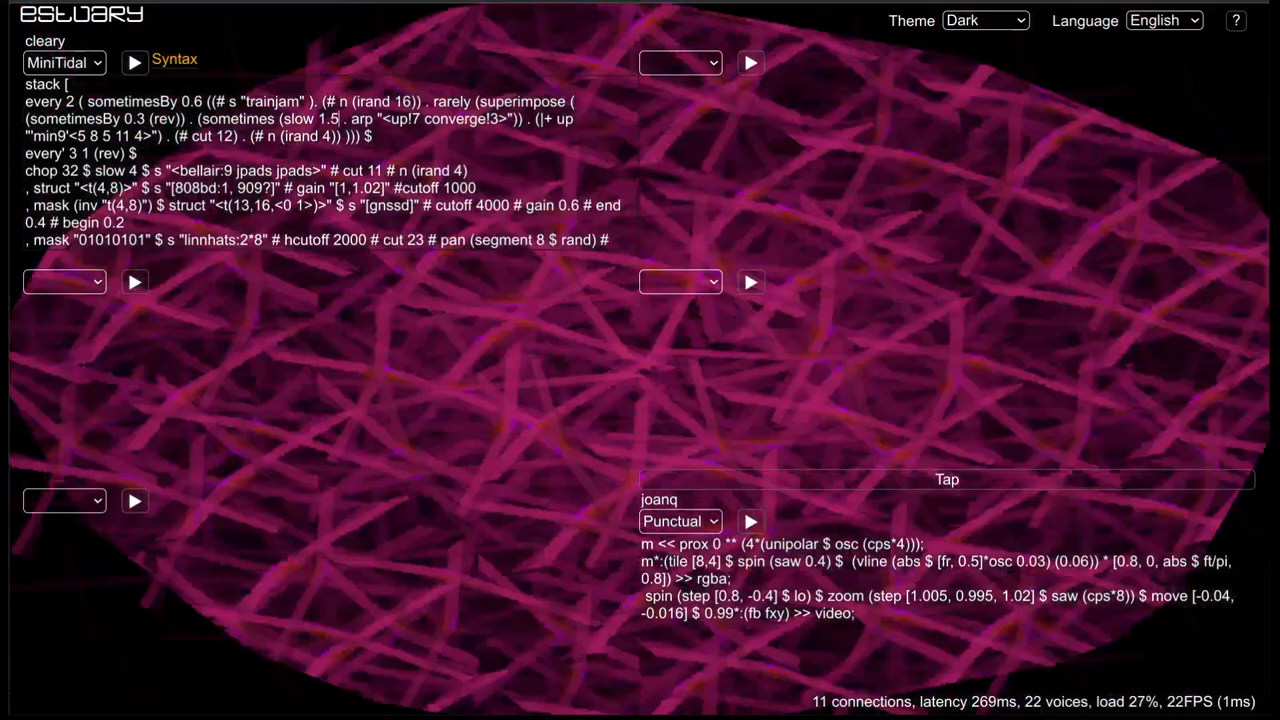 estuary
Theme Dark Language English ?
cleary
MiniTidal Syntax
stack [
every 2 ( sometimesBy 0.6 ((# s "trainjam" ). (# n (irand 16)) . rarely (superimpose (
(sometimesBy 0.3 (rev)) . (sometimes (slow 1.5 . arp "<up!7 converge!3>")) . (|+ up
"'min9'<5 8 5 11 4>") . (# cut 12) . (# n (irand 4)) ))) $
every' 3 1 (rev) $
chop 32 $ slow 4 $ s "<bellair:9 jpads jpads>" # cut 11 # n (irand 4)
, struct "<t(4,8)>" $ s "[808bd:1, 909?]" # gain "[1,1.02]" #cutoff 1000
, mask (inv "t(4,8)") $ struct "<t(13,16,<0 1>)>" $ s "[gnssd]" # cutoff 4000 # gain 0.6 # end
0.4 # begin 0.2
, mask "01010101" $ s "linnhats:2*8" # hcutoff 2000 # cut 23 # pan (segment 8 $ rand) #
Tap
joanq
Punctual
m << prox 0 ** (4*(unipolar $ osc (cps*4)));
m*:(tile [8,4] $ spin (saw 0.4) $ (vline (abs $ [fr, 0.5]*osc 0.03) (0.06)) * [0.8, 0, abs $ ft/pi,
0.8]) >> rgba;
spin (step [0.8, -0.4] $ lo) $ zoom (step [1.005, 0.995, 1.02] $ saw (cps*8)) $ move [-0.04,
-0.016] $ 0.99*:(fb fxy) >> video;
11 connections, latency 269ms, 22 voices, load 27%, 22FPS (1ms)